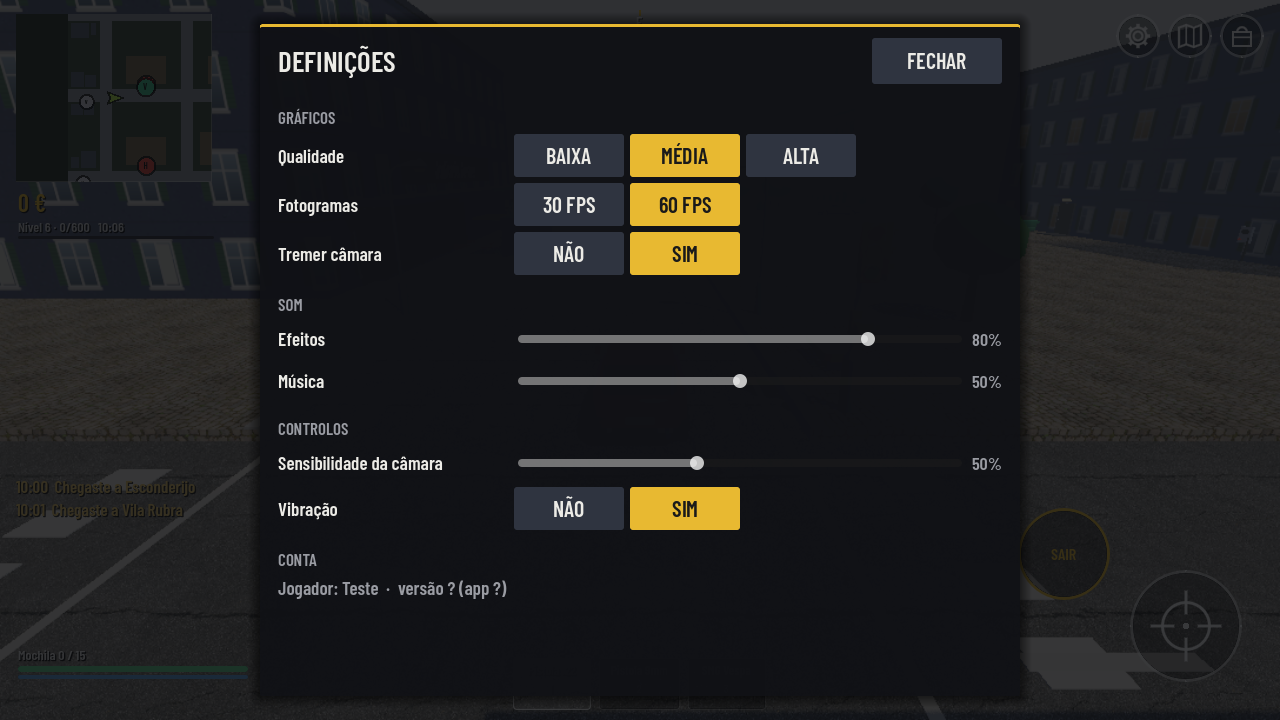 DEFINIÇÕES
FECHAR
GRÁFICOS
Qualidade BAIXA MÉDIA ALTA
Fotogramas 30 FPS 60 FPS
Tremer câmara NÃO SIM
SOM
Efeitos 80%
Música 50%
CONTROLOS
Sensibilidade da câmara 50%
Vibração NÃO SIM
CONTA
Jogador: Teste · versão ? (app ?)
0 €
Nível 6 · 0/600 10:06
10:00 Chegaste a Esconderijo
10:01 Chegaste a Vila Rubra
Mochila 0 / 15
SAIR